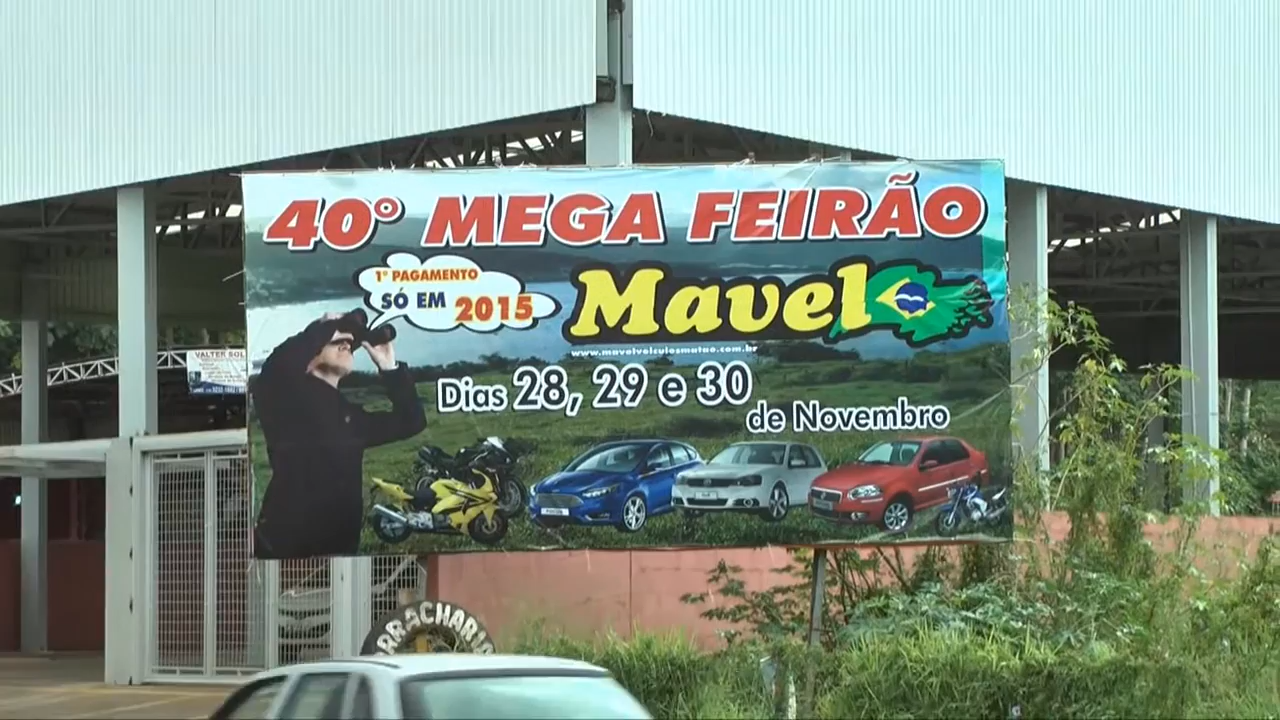 40º MEGA FEIRÃO
1º PAGAMENTO
SÓ EM 2015
Mavel
www.mavelveiculosmatao.com.br
Dias 28, 29 e 30
de Novembro
VALTER SOL